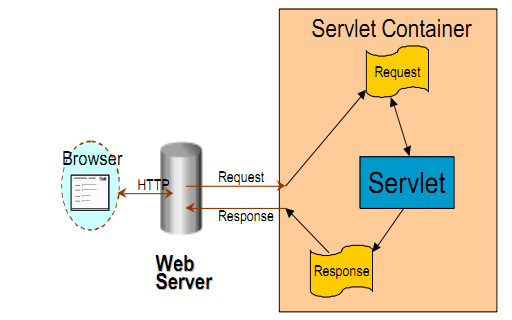 Servlet Container
Request
Browser
HTTP
Request
Servlet
Response
Web
Server
Response